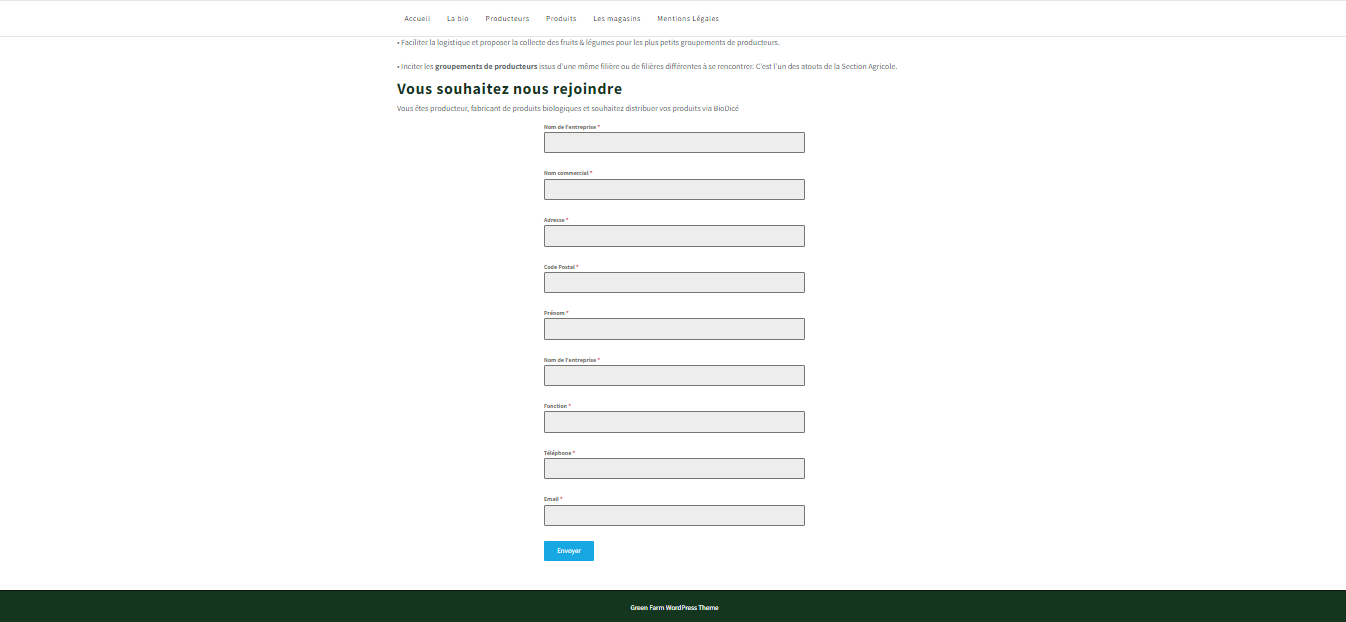 Accueil La bio Producteurs Produits Les magasins Mentions Légales
• Faciliter la logistique et proposer la collecte des fruits & légumes pour les plus petits groupements de producteurs.
• Inciter les groupements de producteurs issus d'une même filière ou de filières différentes à se rencontrer. C'est l'un des atouts de la Section Agricole.
Vous souhaitez nous rejoindre
Vous êtes producteur, fabricant de produits biologiques et souhaitez distribuer vos produits via BioDicé
Nom de l'entreprise *
Nom commercial *
Adresse *
Code Postal *
Prénom *
Nom de l'entreprise *
Fonction *
Téléphone *
Email *
Envoyer
Green Farm WordPress Theme